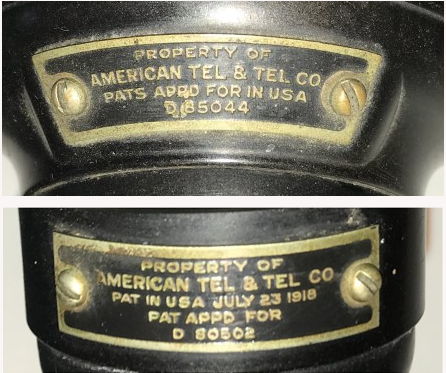 PROPERTY OF
AMERICAN TEL & TEL CO
PATS APPD FOR IN USA
D 85044
PROPERTY OF
AMERICAN TEL & TEL CO
PAT IN USA JULY 23 1918
PAT APPD FOR
D 80502